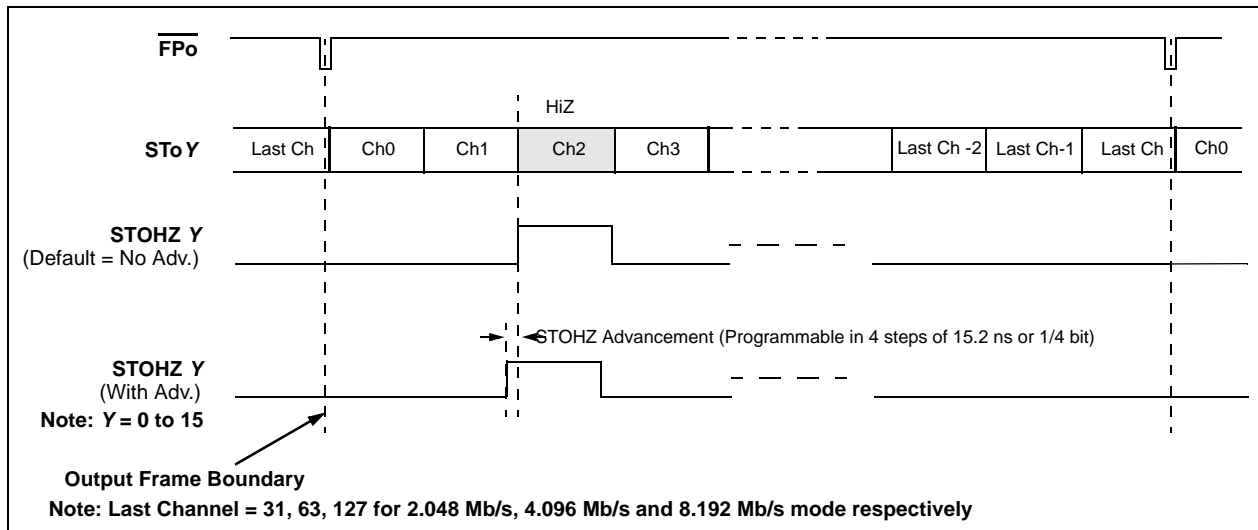 FPo
HiZ
STo Y Last Ch Ch0 Ch1 Ch2 Ch3 Last Ch -2 Last Ch-1 Last Ch Ch0
STOHZ Y
(Default = No Adv.)
STOHZ Advancement (Programmable in 4 steps of 15.2 ns or 1/4 bit)
STOHZ Y
(With Adv.)
Note: Y = 0 to 15
Output Frame Boundary
Note: Last Channel = 31, 63, 127 for 2.048 Mb/s, 4.096 Mb/s and 8.192 Mb/s mode respectively